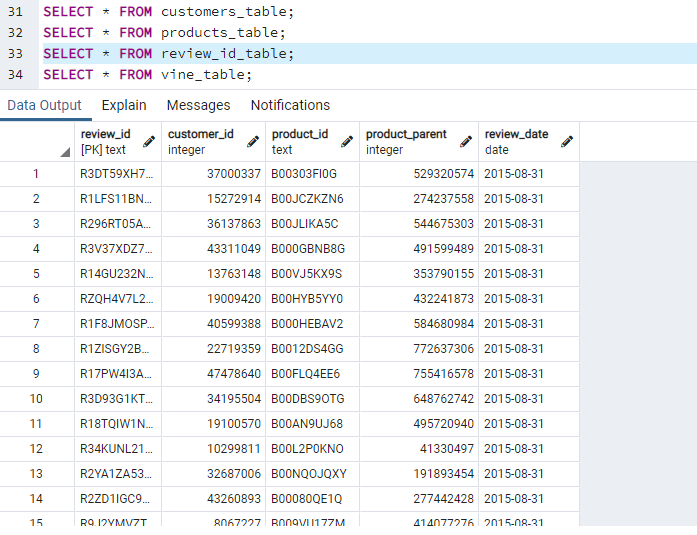 31 SELECT * FROM customers_table;
32 SELECT * FROM products_table;
33 SELECT * FROM review_id_table;
34 SELECT * FROM vine_table;
Data Output Explain Messages Notifications
review_id customer_id product_id product_parent review_date
[PK] text integer text integer date
1 R3DT59XH7... 37000337 B00303FI0G 529320574 2015-08-31
2 R1LFS11BN... 15272914 B00JCZKZN6 274237558 2015-08-31
3 R296RT05A... 36137863 B00JLIKA5C 544675303 2015-08-31
4 R3V37XDZ7... 43311049 B000GBNB8G 491599489 2015-08-31
5 R14GU232N... 13763148 B00VJ5KX9S 353790155 2015-08-31
6 RZQH4V7L2... 19009420 B00HYB5YY0 432241873 2015-08-31
7 R1F8JMOSP... 40599388 B000HEBAV2 584680984 2015-08-31
8 R1ZISGY2B... 22719359 B0012DS4GG 772637306 2015-08-31
9 R17PW4I3A... 47478640 B00FLQ4EE6 755416578 2015-08-31
10 R3D93G1KT... 34195504 B00DBS9OTG 648762742 2015-08-31
11 R18TQIW1N... 19100570 B00AN9UJ68 495720940 2015-08-31
12 R34KUNL21... 10299811 B00L2P0KNO 41330497 2015-08-31
13 R2YA1ZA53... 32687006 B00NQOJQXY 191893454 2015-08-31
14 R2ZD1IGC9... 43260893 B00080QE1Q 277442428 2015-08-31
15 R9J2YMVZT... 8067227 B009VU17ZM 414077276 2015-08-31